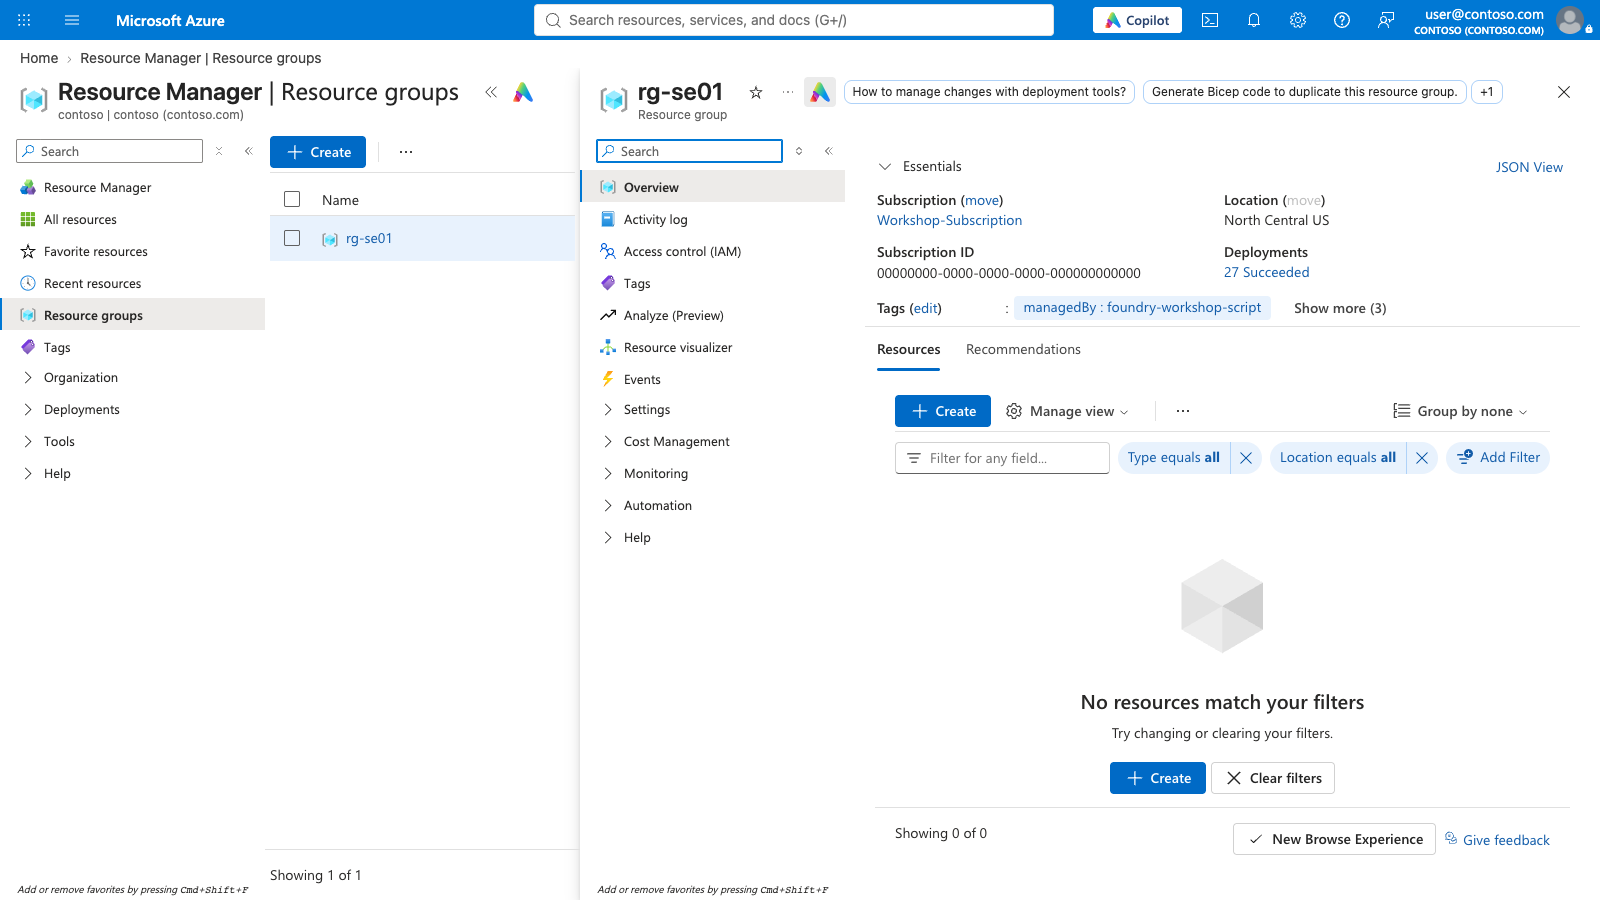 Microsoft Azure
Search resources, services, and docs (G+/)
Copilot
user@contoso.com
CONTOSO (CONTOSO.COM)
Home
Resource Manager | Resource groups
Resource Manager | Resource groups
contoso | contoso (contoso.com)
Search
Resource Manager
All resources
Favorite resources
Recent resources
Resource groups
Tags
Organization
Deployments
Tools
Help
Add or remove favorites by pressing Cmd+Shift+F
Create
Name
rg-se01
Showing 1 of 1
rg-se01
Resource group
How to manage changes with deployment tools?
Generate Bicep code to duplicate this resource group.
+1
Search
Overview
Activity log
Access control (IAM)
Tags
Analyze (Preview)
Resource visualizer
Events
Settings
Cost Management
Monitoring
Automation
Help
Add or remove favorites by pressing Cmd+Shift+F
Essentials
JSON View
Subscription (move)
Workshop-Subscription
Subscription ID
00000000-0000-0000-0000-000000000000
Location (move)
North Central US
Deployments
27 Succeeded
Tags (edit) : managedBy : foundry-workshop-script Show more (3)
Resources Recommendations
Create Manage view Group by none
Filter for any field... Type equals all Location equals all Add Filter
No resources match your filters
Try changing or clearing your filters.
Create Clear filters
Showing 0 of 0
New Browse Experience Give feedback